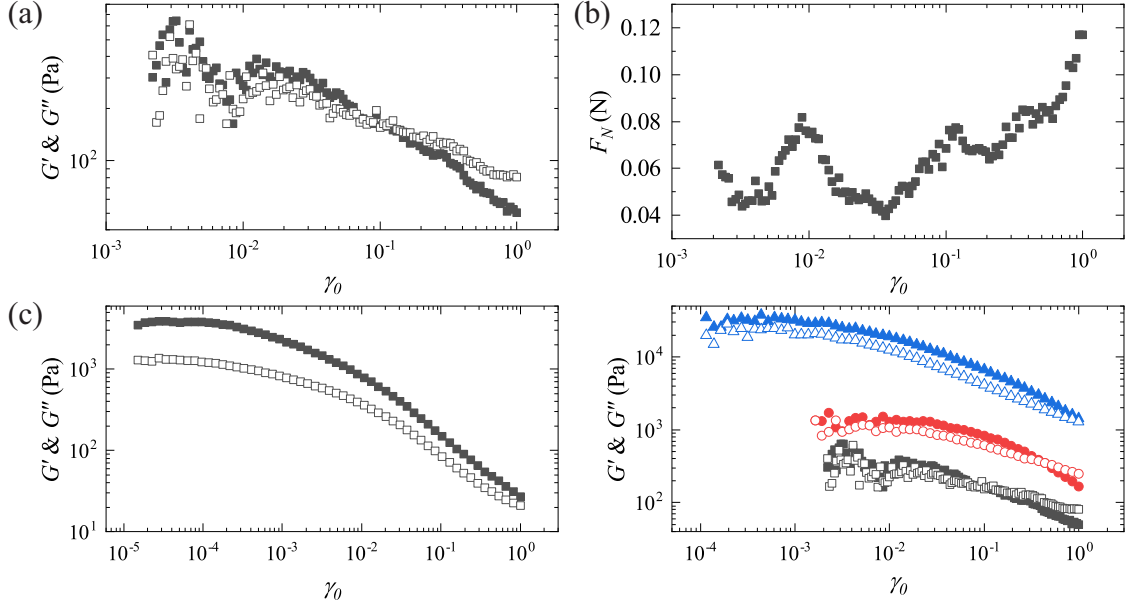 (a)
G′ & G″ (Pa)
10²
10⁻³ 10⁻² 10⁻¹ 10⁰
γ₀
(b)
F_N (N)
0.12
0.10
0.08
0.06
0.04
10⁻³ 10⁻² 10⁻¹ 10⁰
γ₀
(c)
G′ & G″ (Pa)
10³
10²
10¹
10⁻⁵ 10⁻⁴ 10⁻³ 10⁻² 10⁻¹ 10⁰
γ₀
G′ & G″ (Pa)
10⁴
10³
10²
10⁻⁴ 10⁻³ 10⁻² 10⁻¹ 10⁰
γ₀